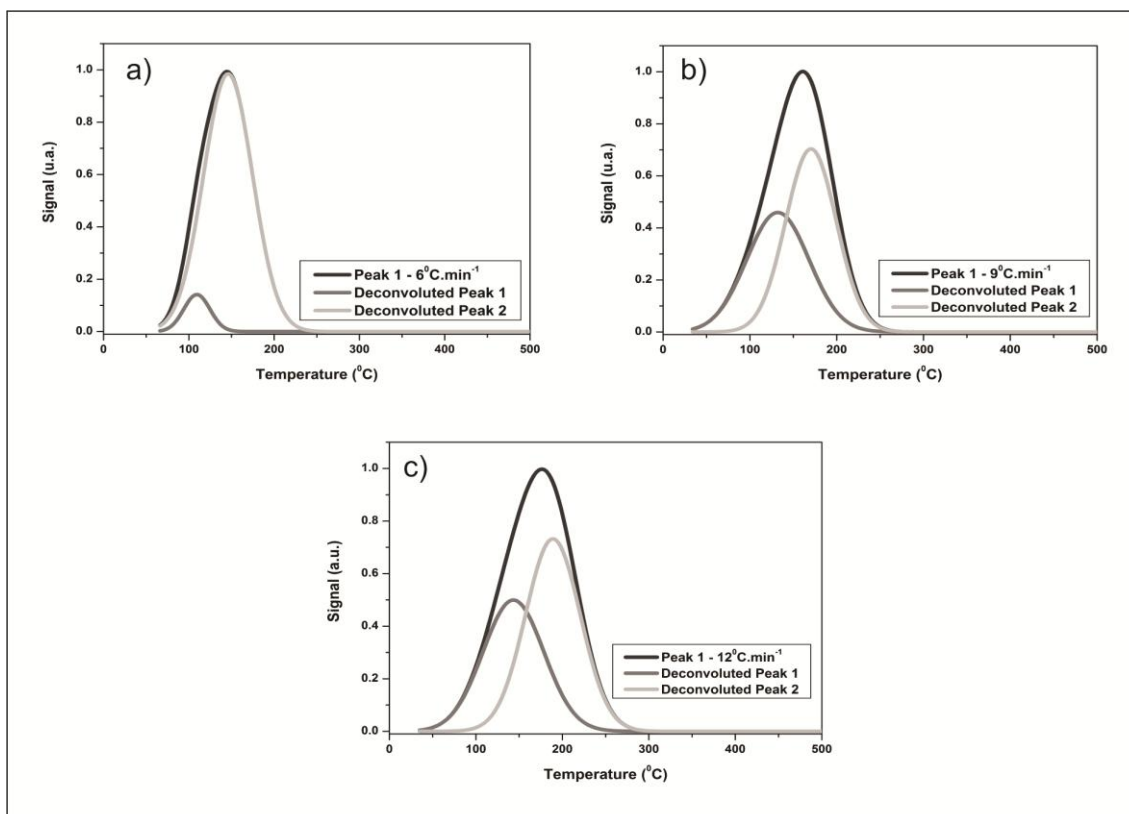 a)
1.0
0.8
0.6
0.4
0.2
0.0
Signal (u.a.)
Peak 1 - 6⁰C.min⁻¹
Deconvoluted Peak 1
Deconvoluted Peak 2
0 100 200 300 400 500
Temperature (⁰C)
b)
1.0
0.8
0.6
0.4
0.2
0.0
Signal (u.a.)
Peak 1 - 9⁰C.min⁻¹
Deconvoluted Peak 1
Deconvoluted Peak 2
0 100 200 300 400 500
Temperature (⁰C)
c)
1.0
0.8
0.6
0.4
0.2
0.0
Signal (a.u.)
Peak 1 - 12⁰C.min⁻¹
Deconvoluted Peak 1
Deconvoluted Peak 2
0 100 200 300 400 500
Temperature (⁰C)